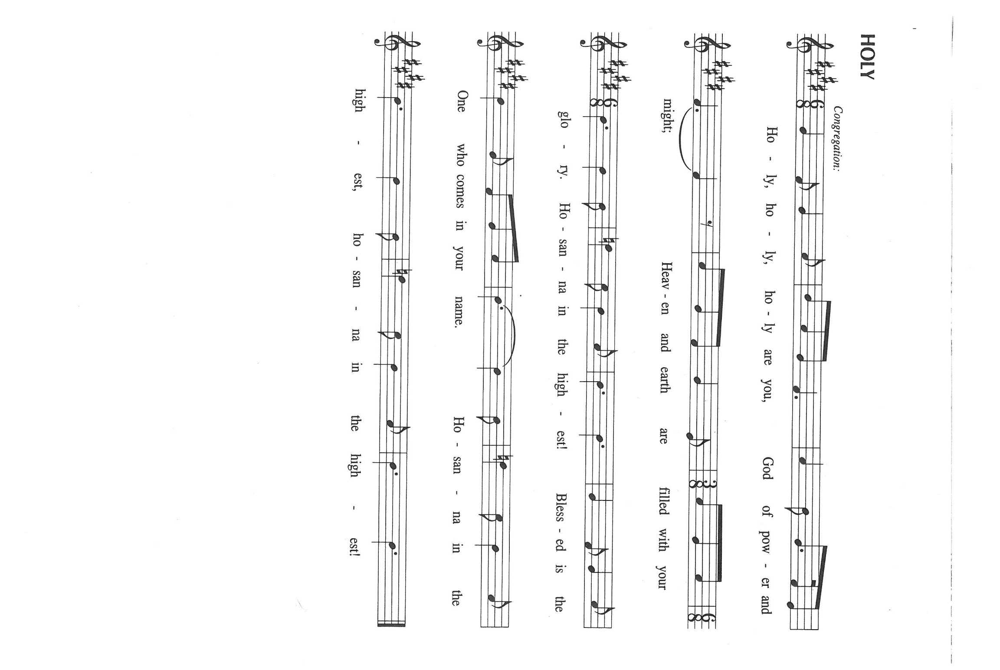 HOLY
Congregation:
Ho - ly, ho - ly, ho - ly are you, God of pow - er and
might; Heav - en and earth are filled with your
glo - ry. Ho - san - na in the high - est! Bless - ed is the
One who comes in your name. Ho - san - na in the
high - est, ho - san - na in the high - est!